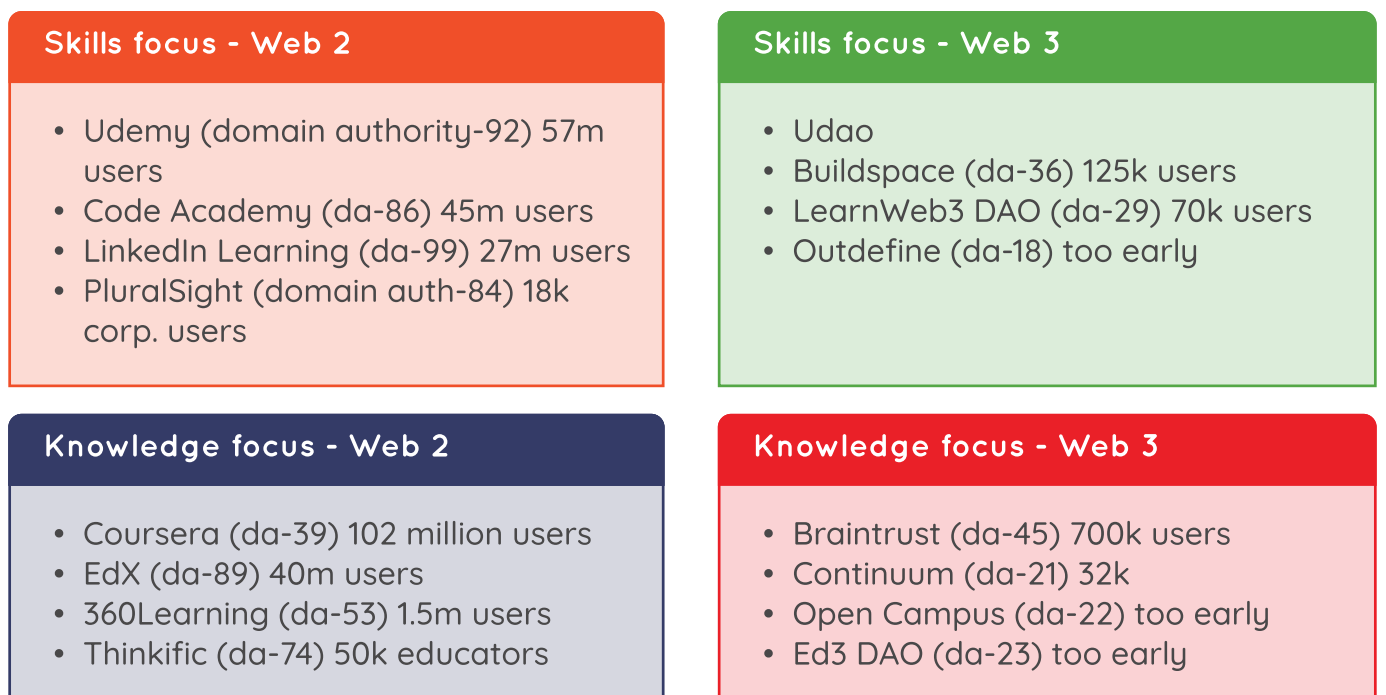 Skills focus - Web 2
• Udemy (domain authority-92) 57m
users
• Code Academy (da-86) 45m users
• LinkedIn Learning (da-99) 27m users
• PluralSight (domain auth-84) 18k
corp. users
Skills focus - Web 3
• Udao
• Buildspace (da-36) 125k users
• LearnWeb3 DAO (da-29) 70k users
• Outdefine (da-18) too early
Knowledge focus - Web 2
• Coursera (da-39) 102 million users
• EdX (da-89) 40m users
• 360Learning (da-53) 1.5m users
• Thinkific (da-74) 50k educators
Knowledge focus - Web 3
• Braintrust (da-45) 700k users
• Continuum (da-21) 32k
• Open Campus (da-22) too early
• Ed3 DAO (da-23) too early